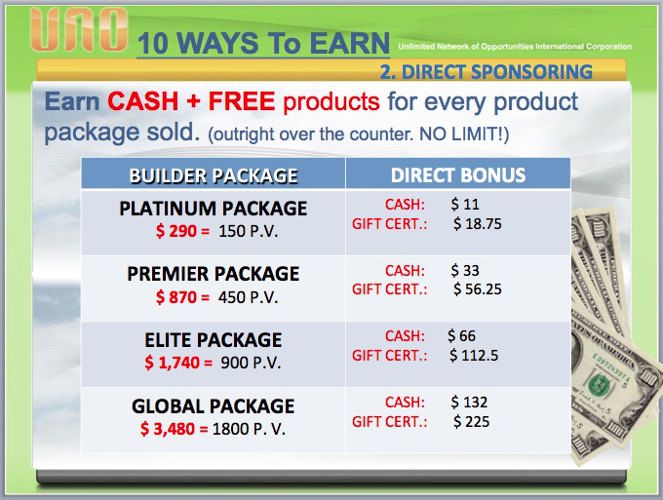 UNO 10 WAYS To EARN Unlimited Network of Opportunities International Corporation
2. DIRECT SPONSORING
Earn CASH + FREE products for every product
package sold. (outright over the counter. NO LIMIT!)
BUILDER PACKAGE DIRECT BONUS
PLATINUM PACKAGE
$ 290 = 150 P.V.
CASH: $ 11
GIFT CERT.: $ 18.75
PREMIER PACKAGE
$ 870 = 450 P.V.
CASH: $ 33
GIFT CERT.: $ 56.25
ELITE PACKAGE
$ 1,740 = 900 P.V.
CASH: $ 66
GIFT CERT.: $ 112.5
GLOBAL PACKAGE
$ 3,480 = 1800 P. V.
CASH: $ 132
GIFT CERT.: $ 225